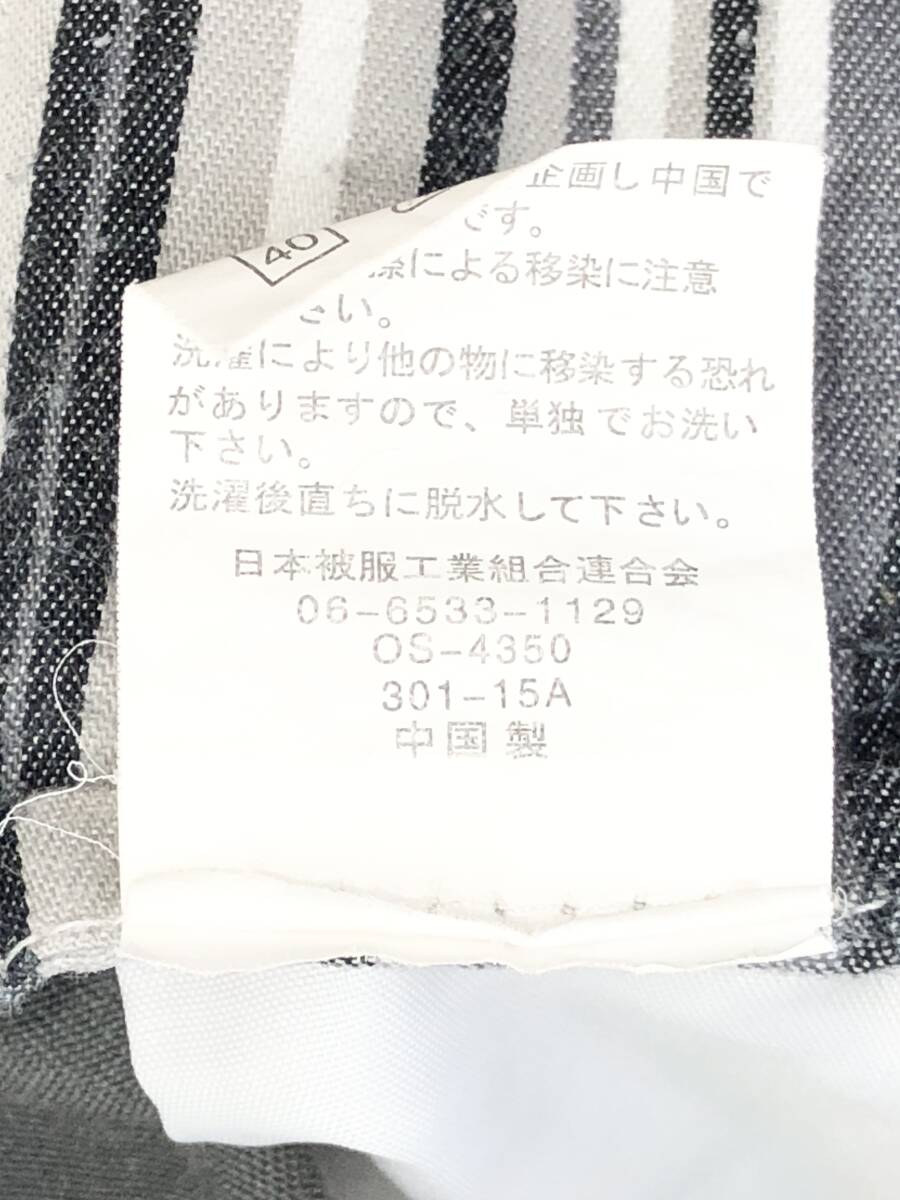 企画し中国で
です。
による移染に注意
さい。
40
洗濯により他の物に移染する恐れ
がありますので、単独でお洗い
下さい。
洗濯後直ちに脱水して下さい。
日本被服工業組合連合会
06-6533-1129
OS-4350
301-15A
中国製